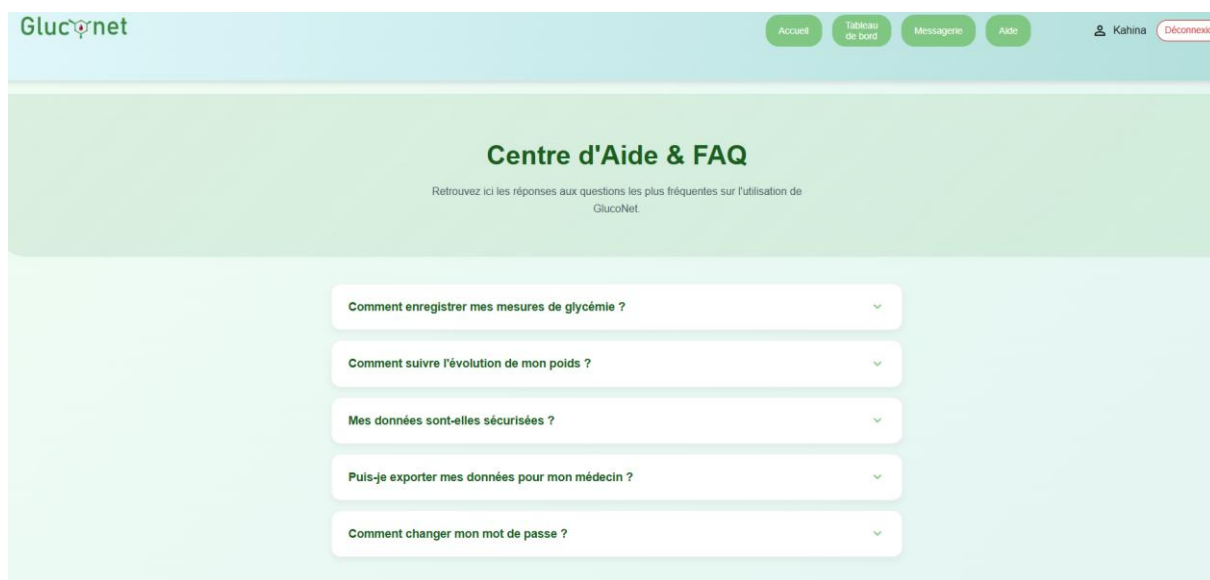 Gluconet
Accueil
Tableau
de bord
Messagerie
Aide
Kahina
Déconnexio
Centre d'Aide & FAQ
Retrouvez ici les réponses aux questions les plus fréquentes sur l'utilisation de
GlucoNet.
Comment enregistrer mes mesures de glycémie ?
Comment suivre l'évolution de mon poids ?
Mes données sont-elles sécurisées ?
Puis-je exporter mes données pour mon médecin ?
Comment changer mon mot de passe ?